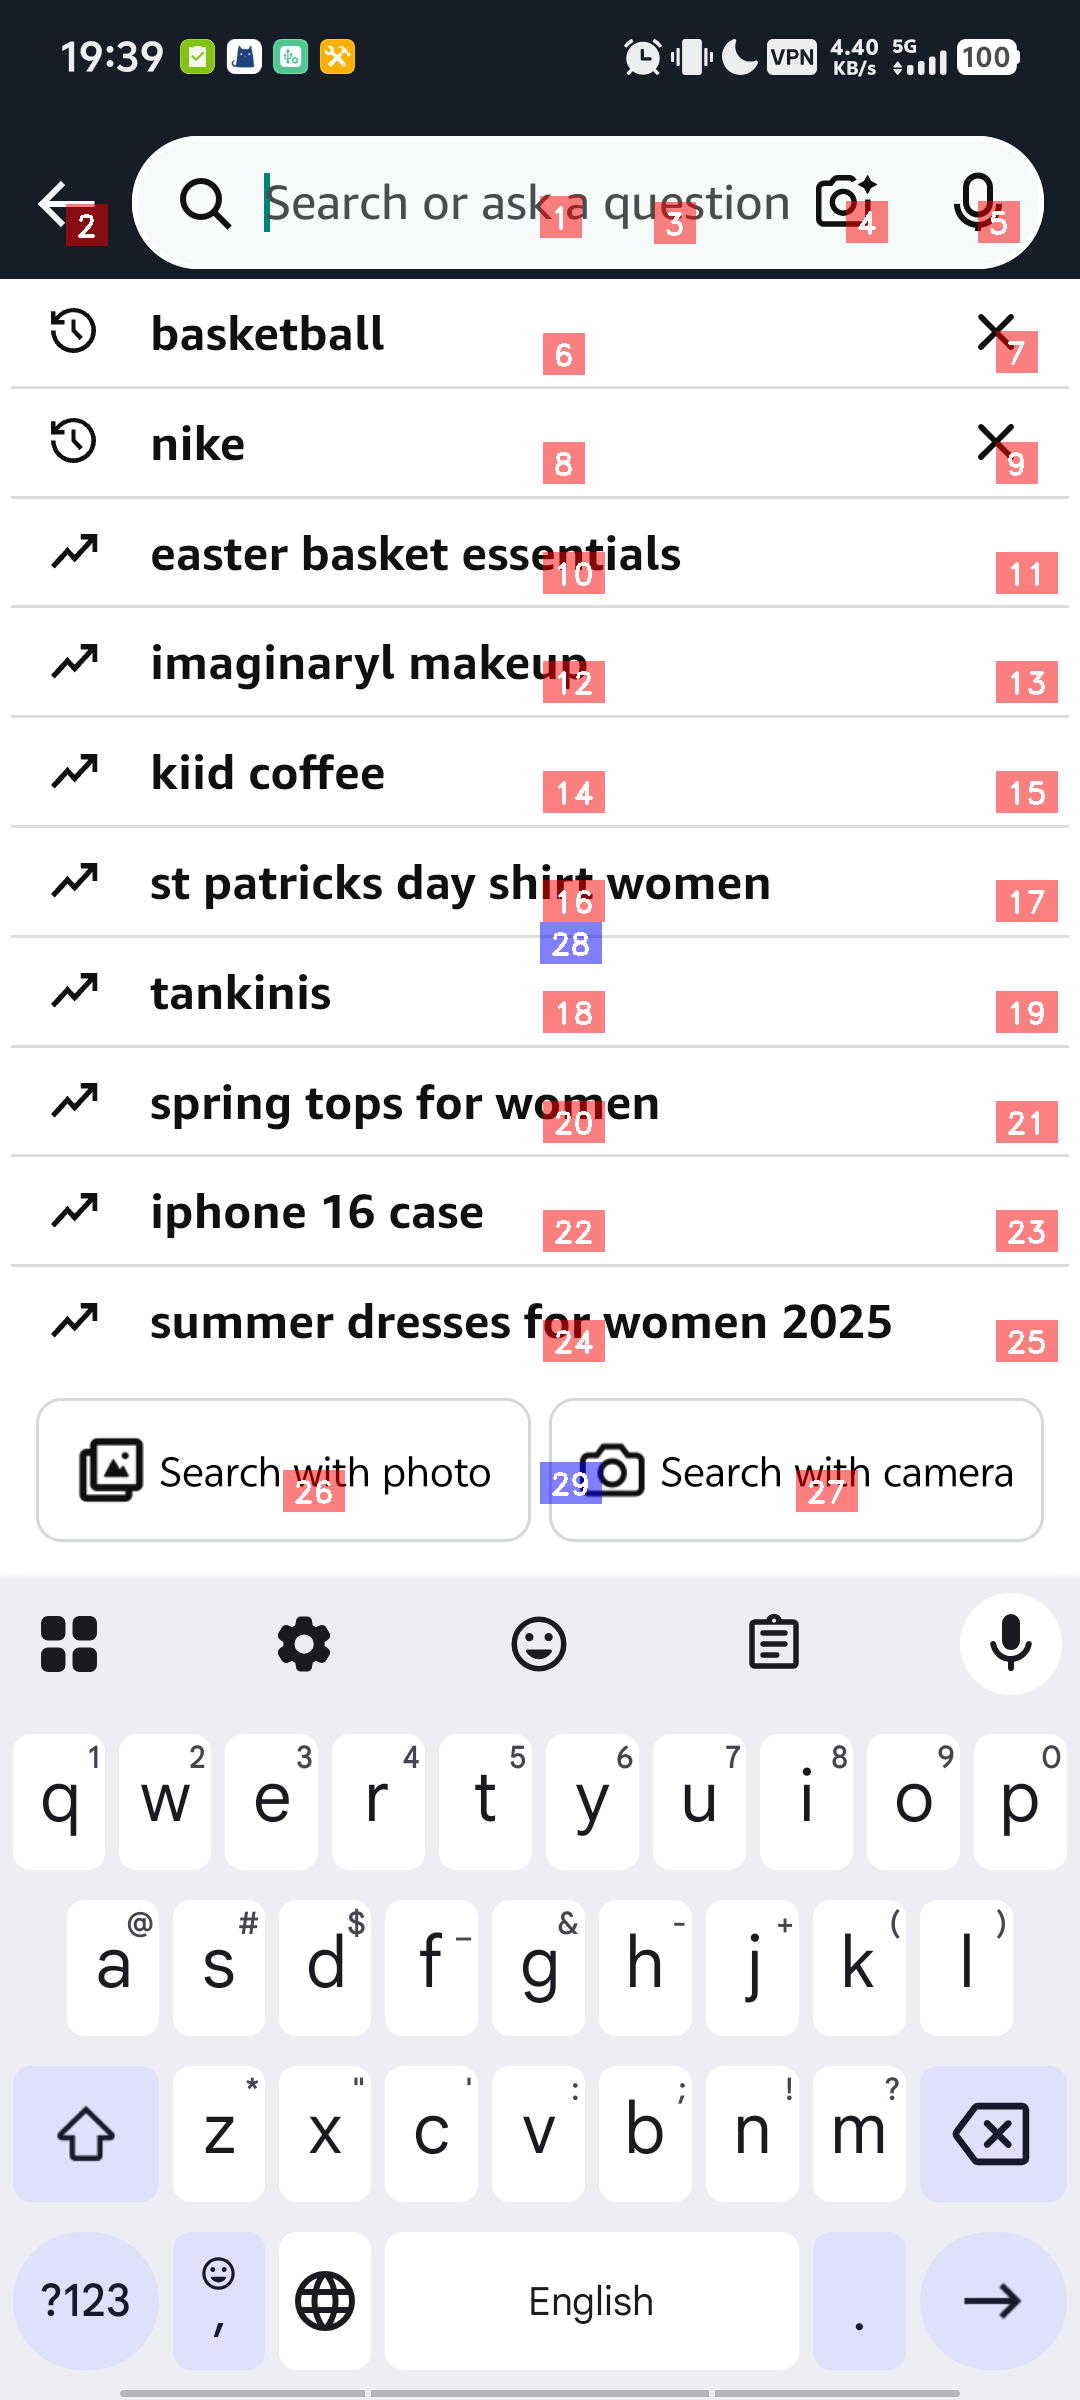 19:39 VPN 4.40 KB/s 5G 100
2 Search or ask a question 1 3 4 5
basketball 6 7
nike 8 9
easter basket essentials 10 11
imaginaryl makeup 12 13
kiid coffee 14 15
st patricks day shirt women 16 17
28
tankinis 18 19
spring tops for women 20 21
iphone 16 case 22 23
summer dresses for women 2025 24 25
Search with photo 26 29 Search with camera 27
1 2 3 4 5 6 7 8 9 0
q w e r t y u i o p
@ # $ _ & - + ( )
a s d f g h j k l
* " ' : ; ! ?
z x c v b n m
?123 , English .